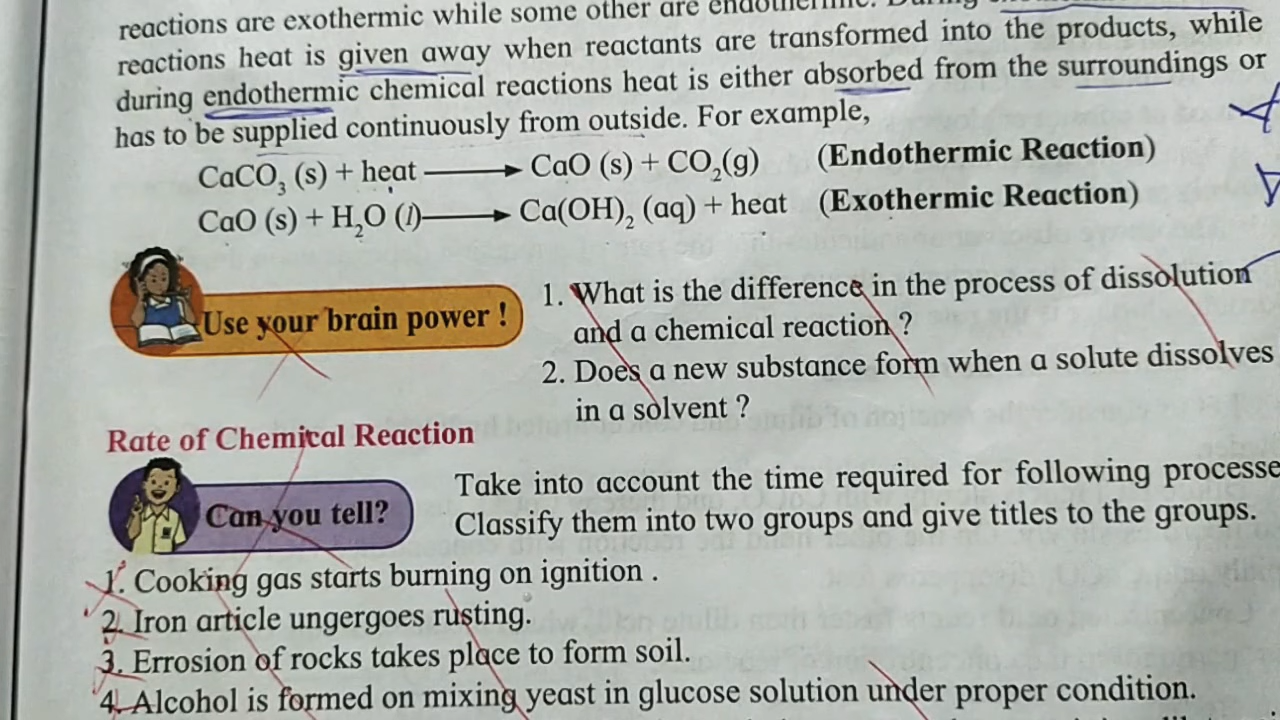 reactions are exothermic while some other are endothermic. During
reactions heat is given away when reactants are transformed into the products, while
during endothermic chemical reactions heat is either absorbed from the surroundings or
has to be supplied continuously from outside. For example,
CaCO₃ (s) + heat ⟶ CaO (s) + CO₂(g) (Endothermic Reaction)
CaO (s) + H₂O (l) ⟶ Ca(OH)₂ (aq) + heat (Exothermic Reaction)
Use your brain power !
1. What is the difference in the process of dissolution
and a chemical reaction ?
2. Does a new substance form when a solute dissolves
in a solvent ?
Rate of Chemical Reaction
Can you tell?
Take into account the time required for following processe
Classify them into two groups and give titles to the groups.
1. Cooking gas starts burning on ignition .
2. Iron article ungergoes rusting.
3. Errosion of rocks takes place to form soil.
4. Alcohol is formed on mixing yeast in glucose solution under proper condition.